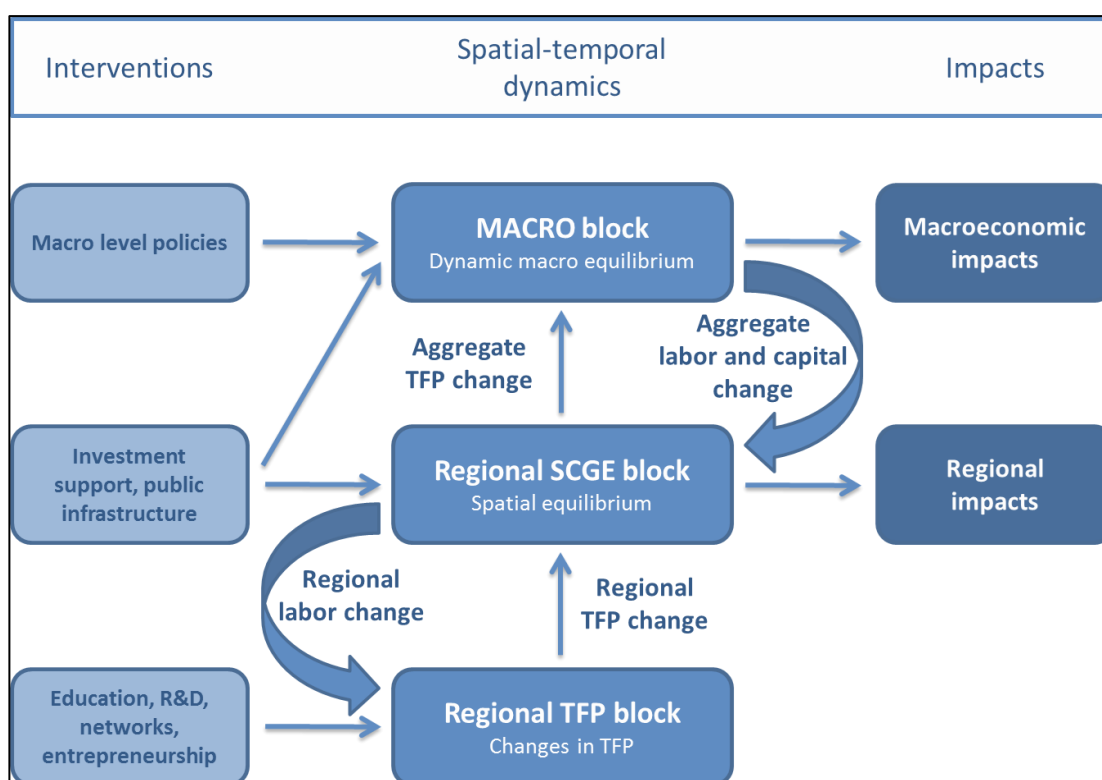 Interventions
Spatial-temporal
dynamics
Impacts
Macro level policies
MACRO block
Dynamic macro equilibrium
Macroeconomic
impacts
Aggregate
TFP change
Aggregate
labor and capital
change
Investment
support, public
infrastructure
Regional SCGE block
Spatial equilibrium
Regional
impacts
Regional
labor change
Regional
TFP change
Education, R&D,
networks,
entrepreneurship
Regional TFP block
Changes in TFP